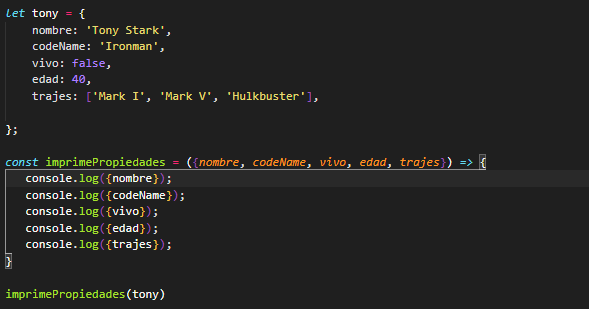 let tony = {
    nombre: 'Tony Stark',
    codeName: 'Ironman',
    vivo: false,
    edad: 40,
    trajes: ['Mark I', 'Mark V', 'Hulkbuster'],
};
const imprimePropiedades = ({nombre, codeName, vivo, edad, trajes}) => {
   console.log({nombre});
   console.log({codeName});
   console.log({vivo});
   console.log({edad});
   console.log({trajes});
}
imprimePropiedades(tony)